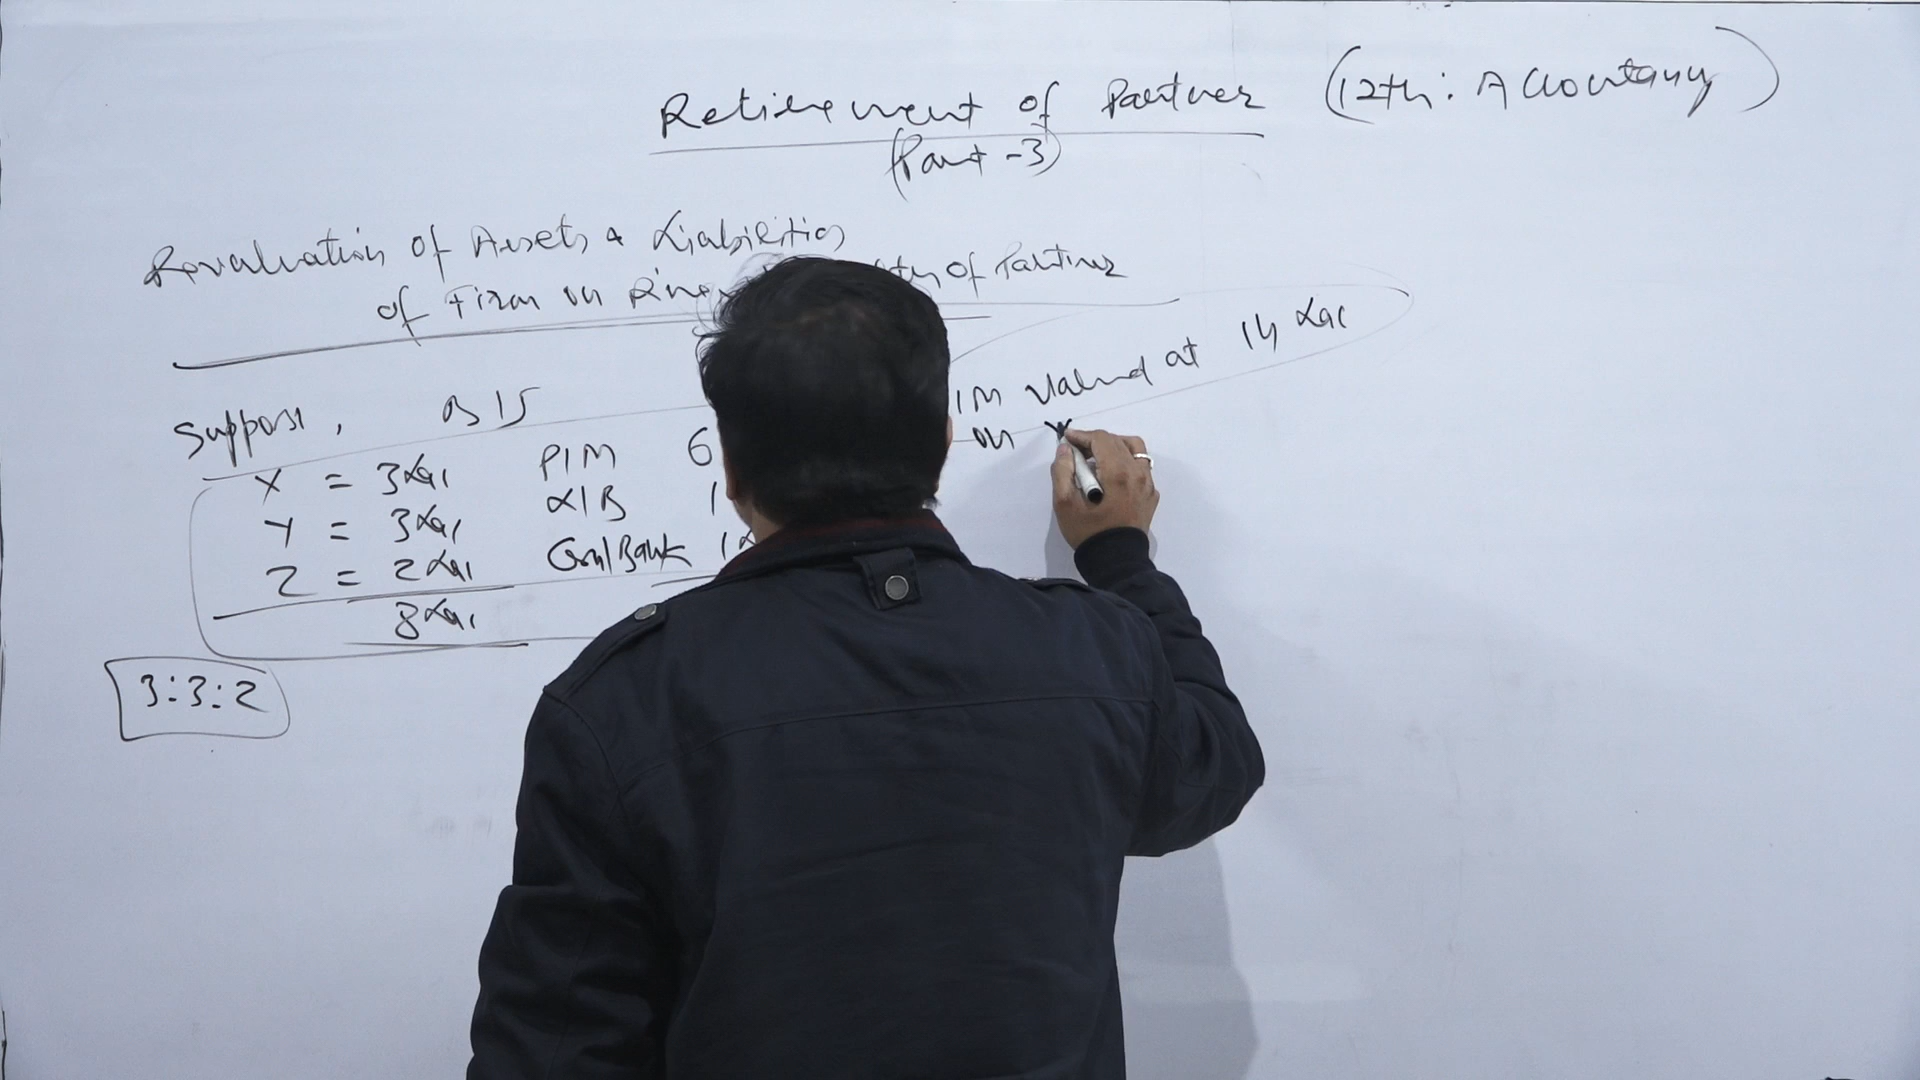 Retirement of Partner (12th: Accountancy)
(Part -3)
Revaluation of Assets & Liabilities
of Firm on of Partner
Suppose, B/S
P/M valued at 14 Lac
on Y
X = 3 Lac P/M 6
Y = 3 Lac L/B 1
Z = 2 Lac Cash/Bank 1
8 Lac
3:3:2